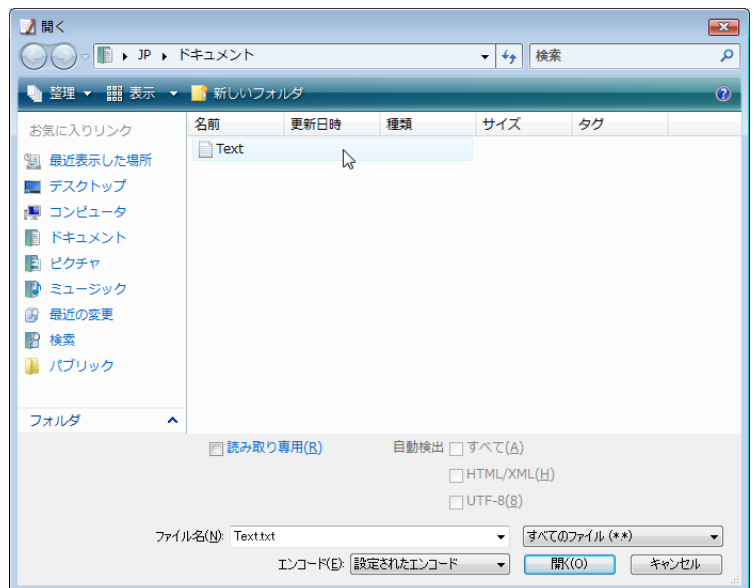 開く
JP ドキュメント 検索
整理 表示 新しいフォルダ
お気に入りリンク
名前 更新日時 種類 サイズ タグ
Text
最近表示した場所
デスクトップ
コンピュータ
ドキュメント
ピクチャ
ミュージック
最近の変更
検索
パブリック
フォルダ
読み取り専用(R) 自動検出 すべて(A)
HTML/XML(H)
UTF-8(8)
ファイル名(N): Text.txt すべてのファイル (**)
エンコード(E): 設定されたエンコード 開く(O) キャンセル